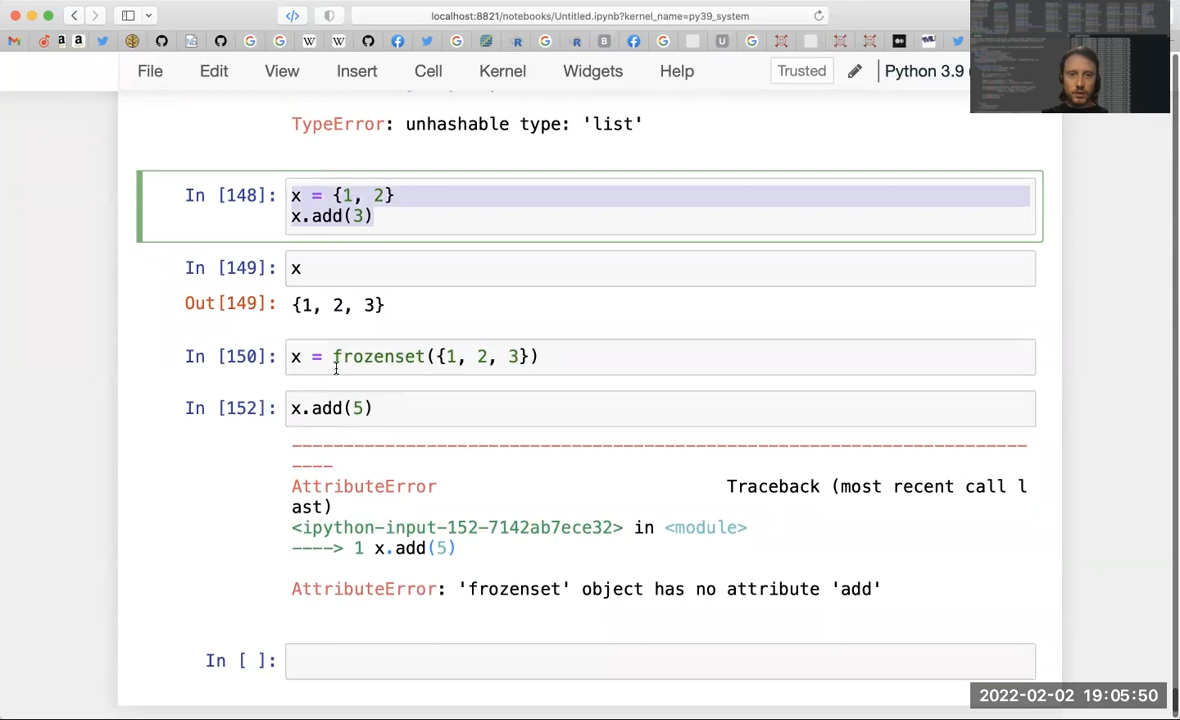 localhost:8821/notebooks/Untitled.ipynb?kernel_name=py39_system
File Edit View Insert Cell Kernel Widgets Help Trusted Python 3.9
TypeError: unhashable type: 'list'
In [148]: x = {1, 2}
x.add(3)
In [149]: x
Out[149]: {1, 2, 3}
In [150]: x = frozenset({1, 2, 3})
In [152]: x.add(5)
---------------------------------------------------------------------------
AttributeError Traceback (most recent call l
ast)
<ipython-input-152-7142ab7ece32> in <module>
----> 1 x.add(5)
AttributeError: 'frozenset' object has no attribute 'add'
In [ ]:
2022-02-02 19:05:50